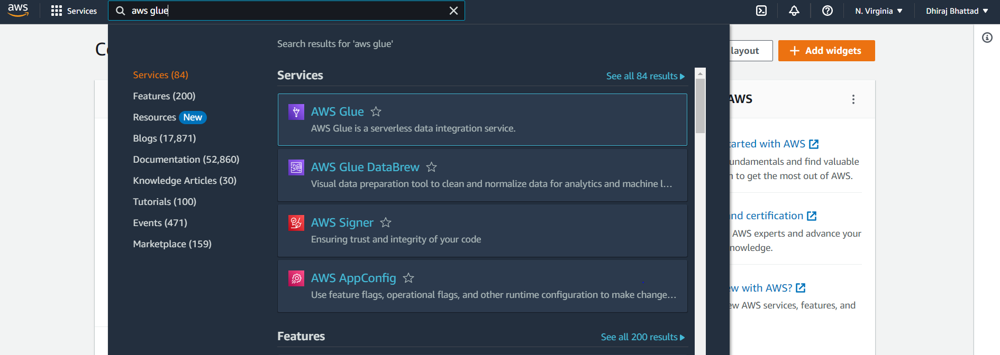 aws
Services
aws glue
N. Virginia
Dhiraj Bhattad
Search results for 'aws glue'
layout
Add widgets
Services (84)
Features (200)
Resources New
Blogs (17,871)
Documentation (52,860)
Knowledge Articles (30)
Tutorials (100)
Events (471)
Marketplace (159)
Services
See all 84 results
AWS Glue
AWS Glue is a serverless data integration service.
AWS Glue DataBrew
Visual data preparation tool to clean and normalize data for analytics and machine l...
AWS Signer
Ensuring trust and integrity of your code
AWS AppConfig
Use feature flags, operational flags, and other runtime configuration to make change...
Features
See all 200 results
AWS
with AWS
and find valuable
to get the most out of AWS.
certification
AWS experts and advance your
with AWS?
AWS services, features, and